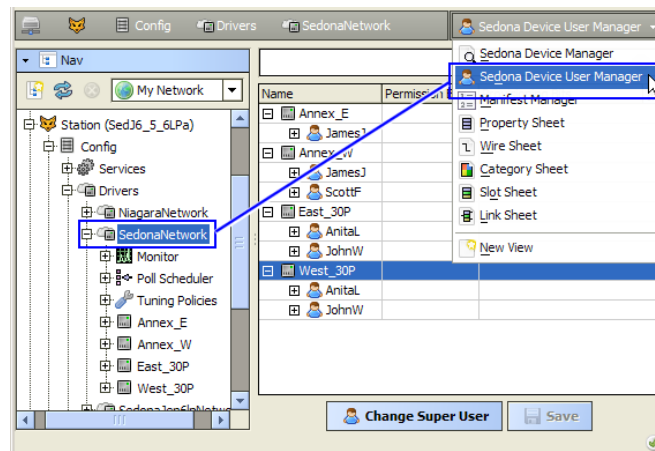 Config Drivers SedonaNetwork Sedona Device User Manager
Nav
My Network
Station (SedJ6_5_6LPa)
Config
Services
Drivers
NiagaraNetwork
SedonaNetwork
Monitor
Poll Scheduler
Tuning Policies
Annex_E
Annex_W
East_30P
West_30P
Name Permission
Annex_E
JamesJ
Annex_W
JamesJ
ScottF
East_30P
AnitaL
JohnW
West_30P
AnitaL
JohnW
Sedona Device Manager
Sedona Device User Manager
Manifest Manager
Property Sheet
Wire Sheet
Category Sheet
Slot Sheet
Link Sheet
New View
Change Super User Save